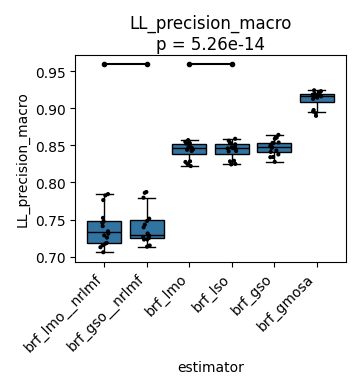 LL_precision_macro
p = 5.26e-14
LL_precision_macro
0.95
0.90
0.85
0.80
0.75
0.70
brf_lmo__nrlmf
brf_gso__nrlmf
brf_lmo
brf_lso
brf_gso
brf_gmosa
estimator